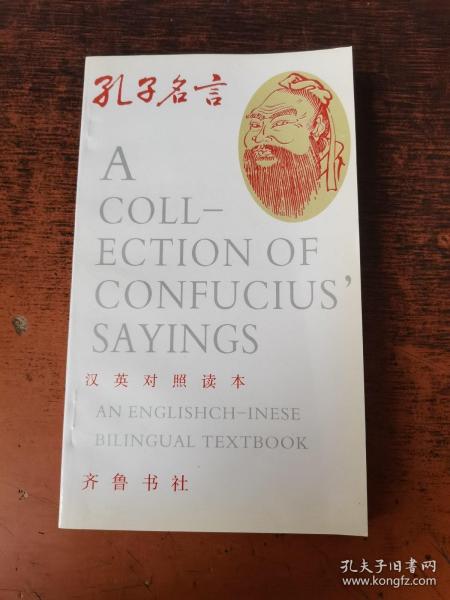 孔子名言
A
COLL-
ECTION OF
CONFUCIUS'
SAYINGS
汉英对照读本
AN ENGLISHCH-INESE
BILINGUAL TEXTBOOK
齐鲁书社
孔夫子旧书网
www.kongfz.com